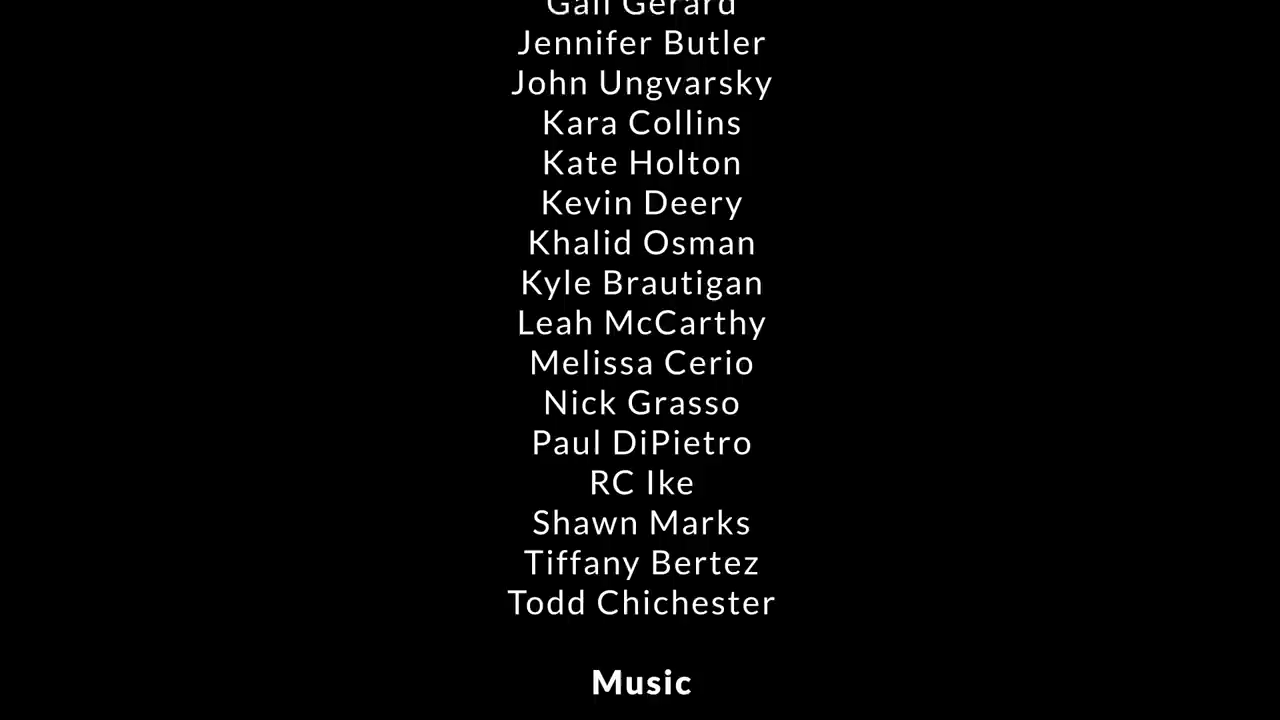 Gail Gerard
Jennifer Butler
John Ungvarsky
Kara Collins
Kate Holton
Kevin Deery
Khalid Osman
Kyle Brautigan
Leah McCarthy
Melissa Cerio
Nick Grasso
Paul DiPietro
RC Ike
Shawn Marks
Tiffany Bertez
Todd Chichester
Music